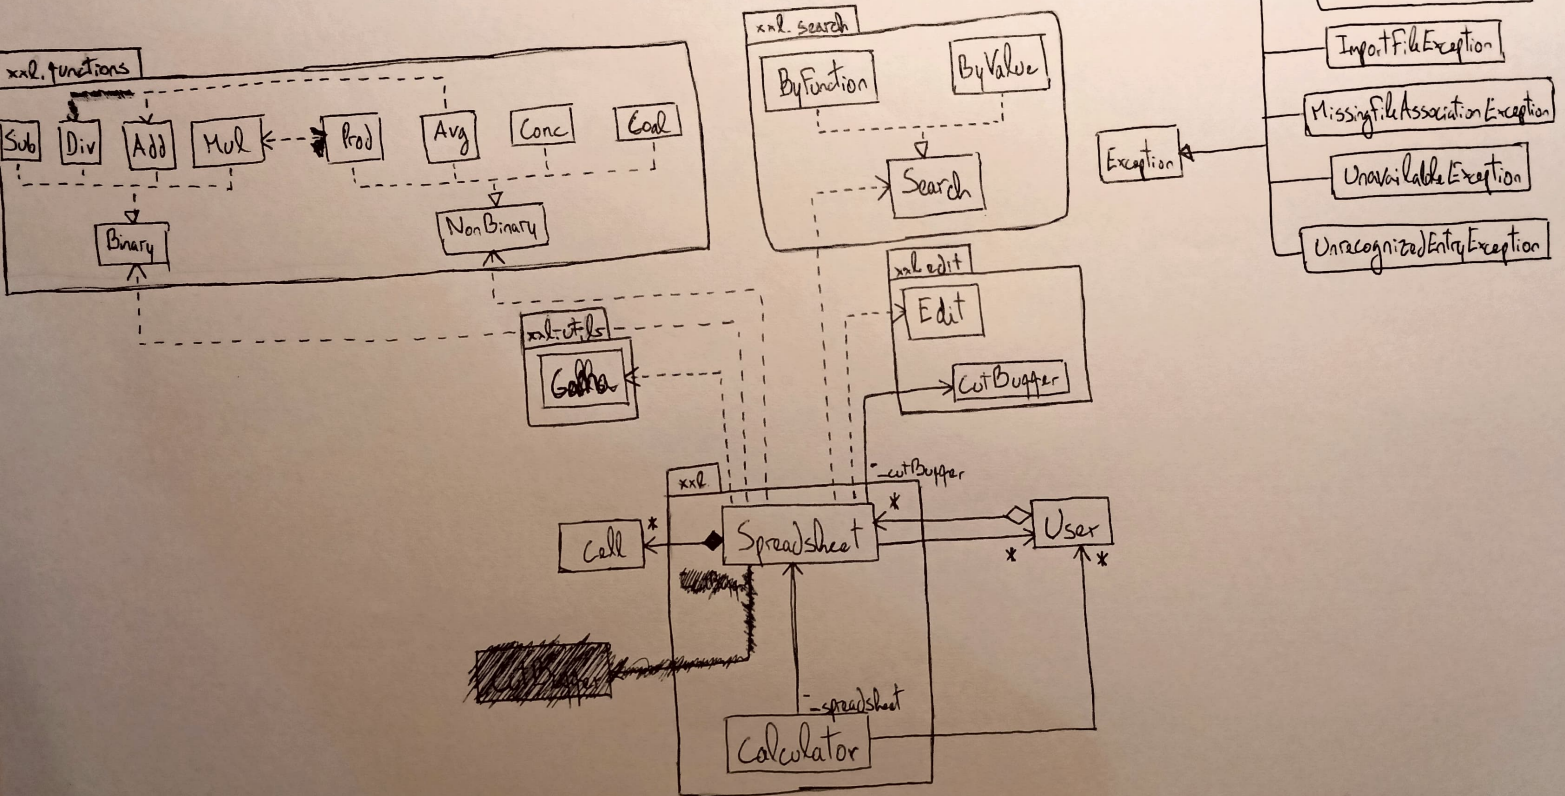 xxl.functions
Sub
Div
Add
Mul
Prod
Avg
Conc
Coal
Binary
NonBinary
xxl.search
ByFunction
ByValue
Search
Exception
ImportFileException
MissingFileAssociationException
UnavailableException
UnrecognizedEntryException
xxl.edit
Edit
CutBuffer
xxl.utils
xxl
- _cutBuffer
Cell
*
Spreadsheet
*
*
User
*
- _spreadsheet
Calculator